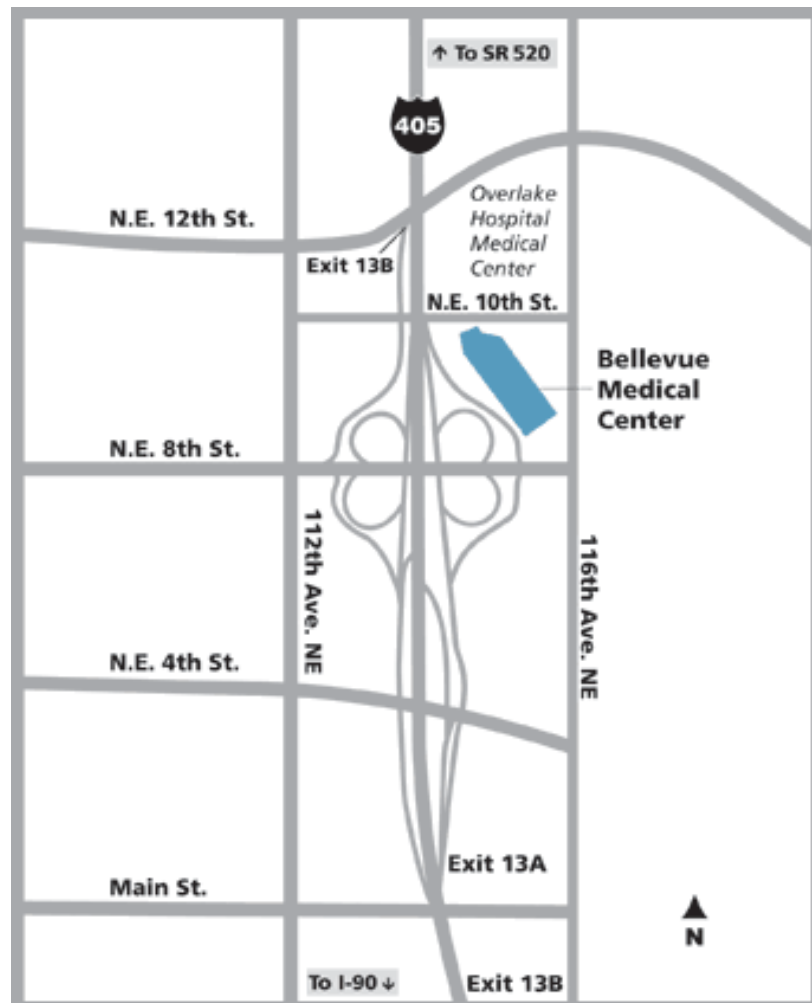 ↑ To SR 520
405
Overlake
Hospital
Medical
Center
N.E. 12th St.
Exit 13B
N.E. 10th St.
Bellevue
Medical
Center
N.E. 8th St.
112th Ave. NE
116th Ave. NE
N.E. 4th St.
Exit 13A
Main St.
N
To I-90 ↓
Exit 13B